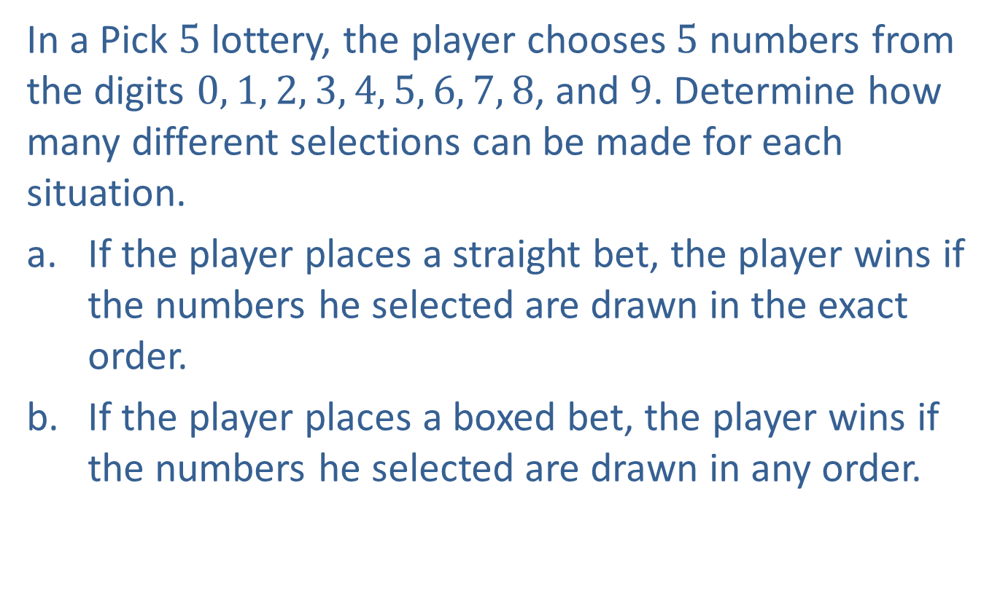 In a Pick 5 lottery, the player chooses 5 numbers from
the digits 0, 1, 2, 3, 4, 5, 6, 7, 8, and 9. Determine how
many different selections can be made for each
situation.
a. If the player places a straight bet, the player wins if
the numbers he selected are drawn in the exact
order.
b. If the player places a boxed bet, the player wins if
the numbers he selected are drawn in any order.